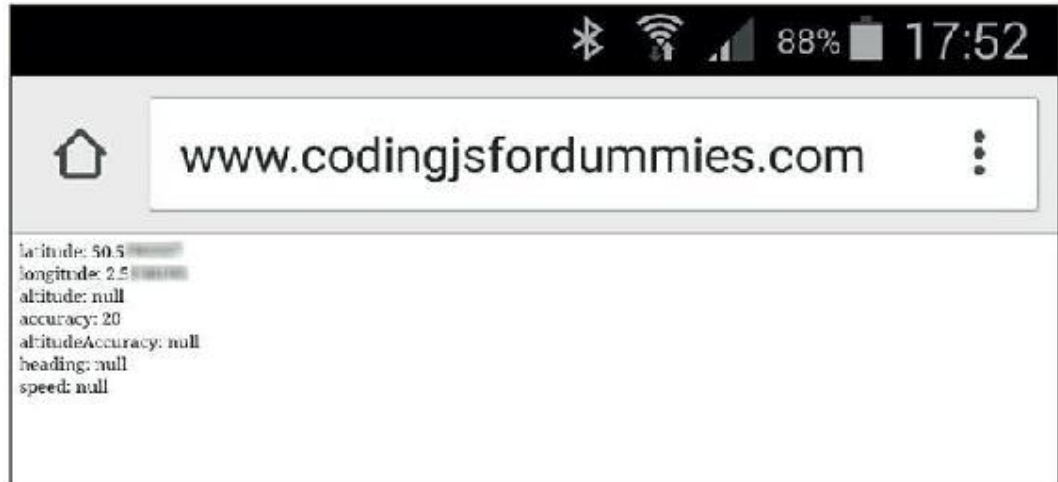 88% 17:52
www.codingjsfordummies.com
latitude: 50.5
longitude: 2.5
altitude: null
accuracy: 20
altitudeAccuracy: null
heading: null
speed: null